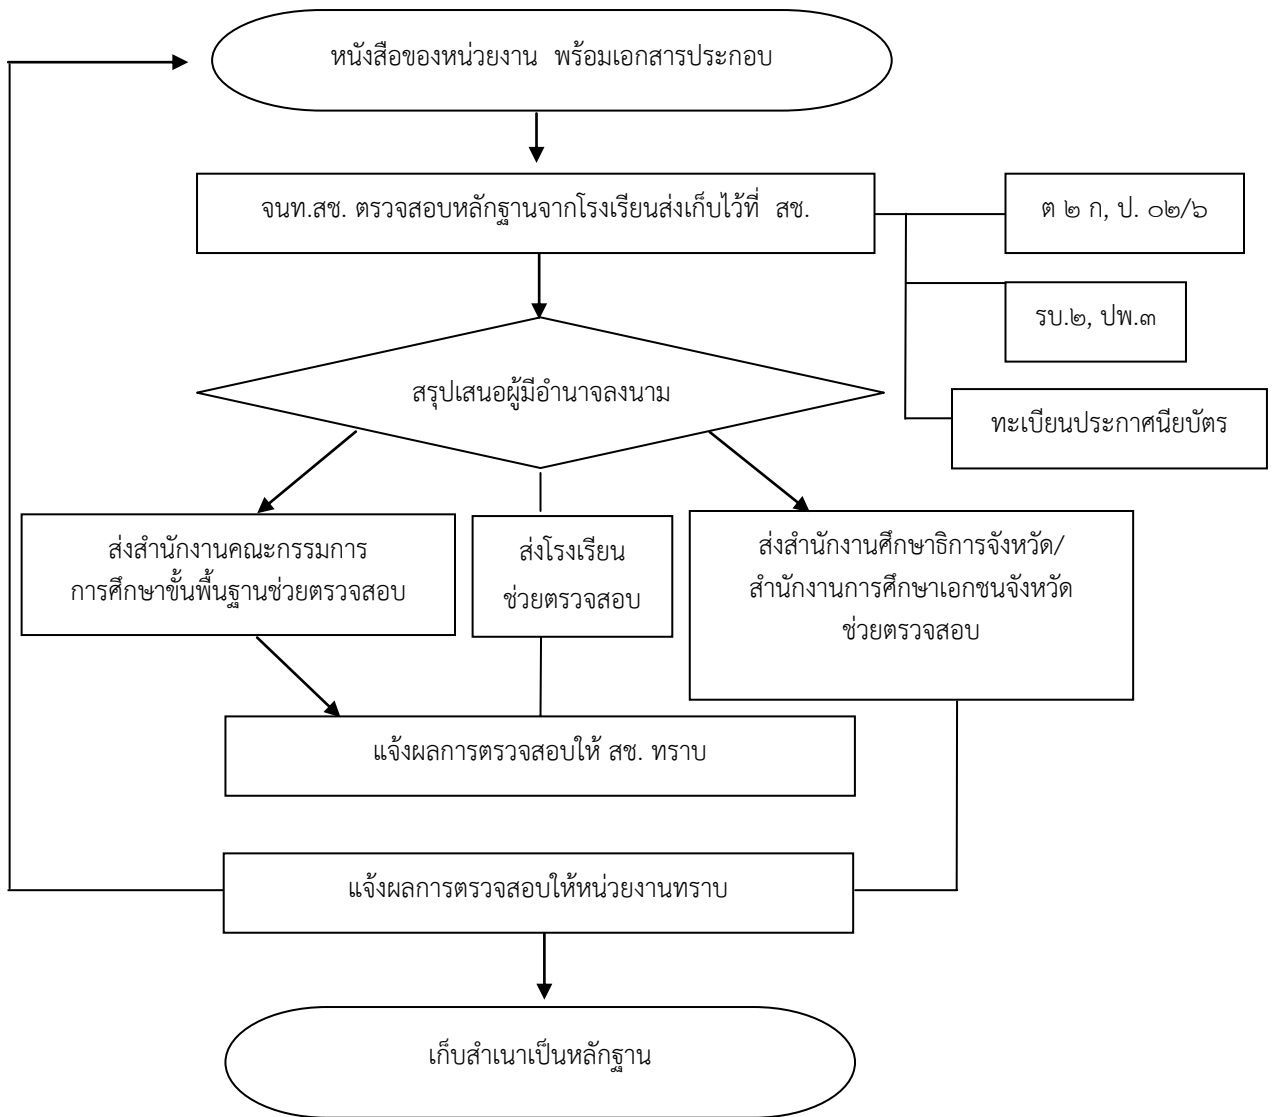 หนังสือของหน่วยงาน พร้อมเอกสารประกอบ
จนท.สช. ตรวจสอบหลักฐานจากโรงเรียนส่งเก็บไว้ที่ สช.
ต ๒ ก, ป. ๐๒/๖
รบ.๒, ปพ.๓
ทะเบียนประกาศนียบัตร
สรุปเสนอผู้มีอำนาจลงนาม
ส่งสำนักงานคณะกรรมการ
การศึกษาขั้นพื้นฐานช่วยตรวจสอบ
ส่งโรงเรียน
ช่วยตรวจสอบ
ส่งสำนักงานศึกษาธิการจังหวัด/
สำนักงานการศึกษาเอกชนจังหวัด
ช่วยตรวจสอบ
แจ้งผลการตรวจสอบให้ สช. ทราบ
แจ้งผลการตรวจสอบให้หน่วยงานทราบ
เก็บสำเนาเป็นหลักฐาน